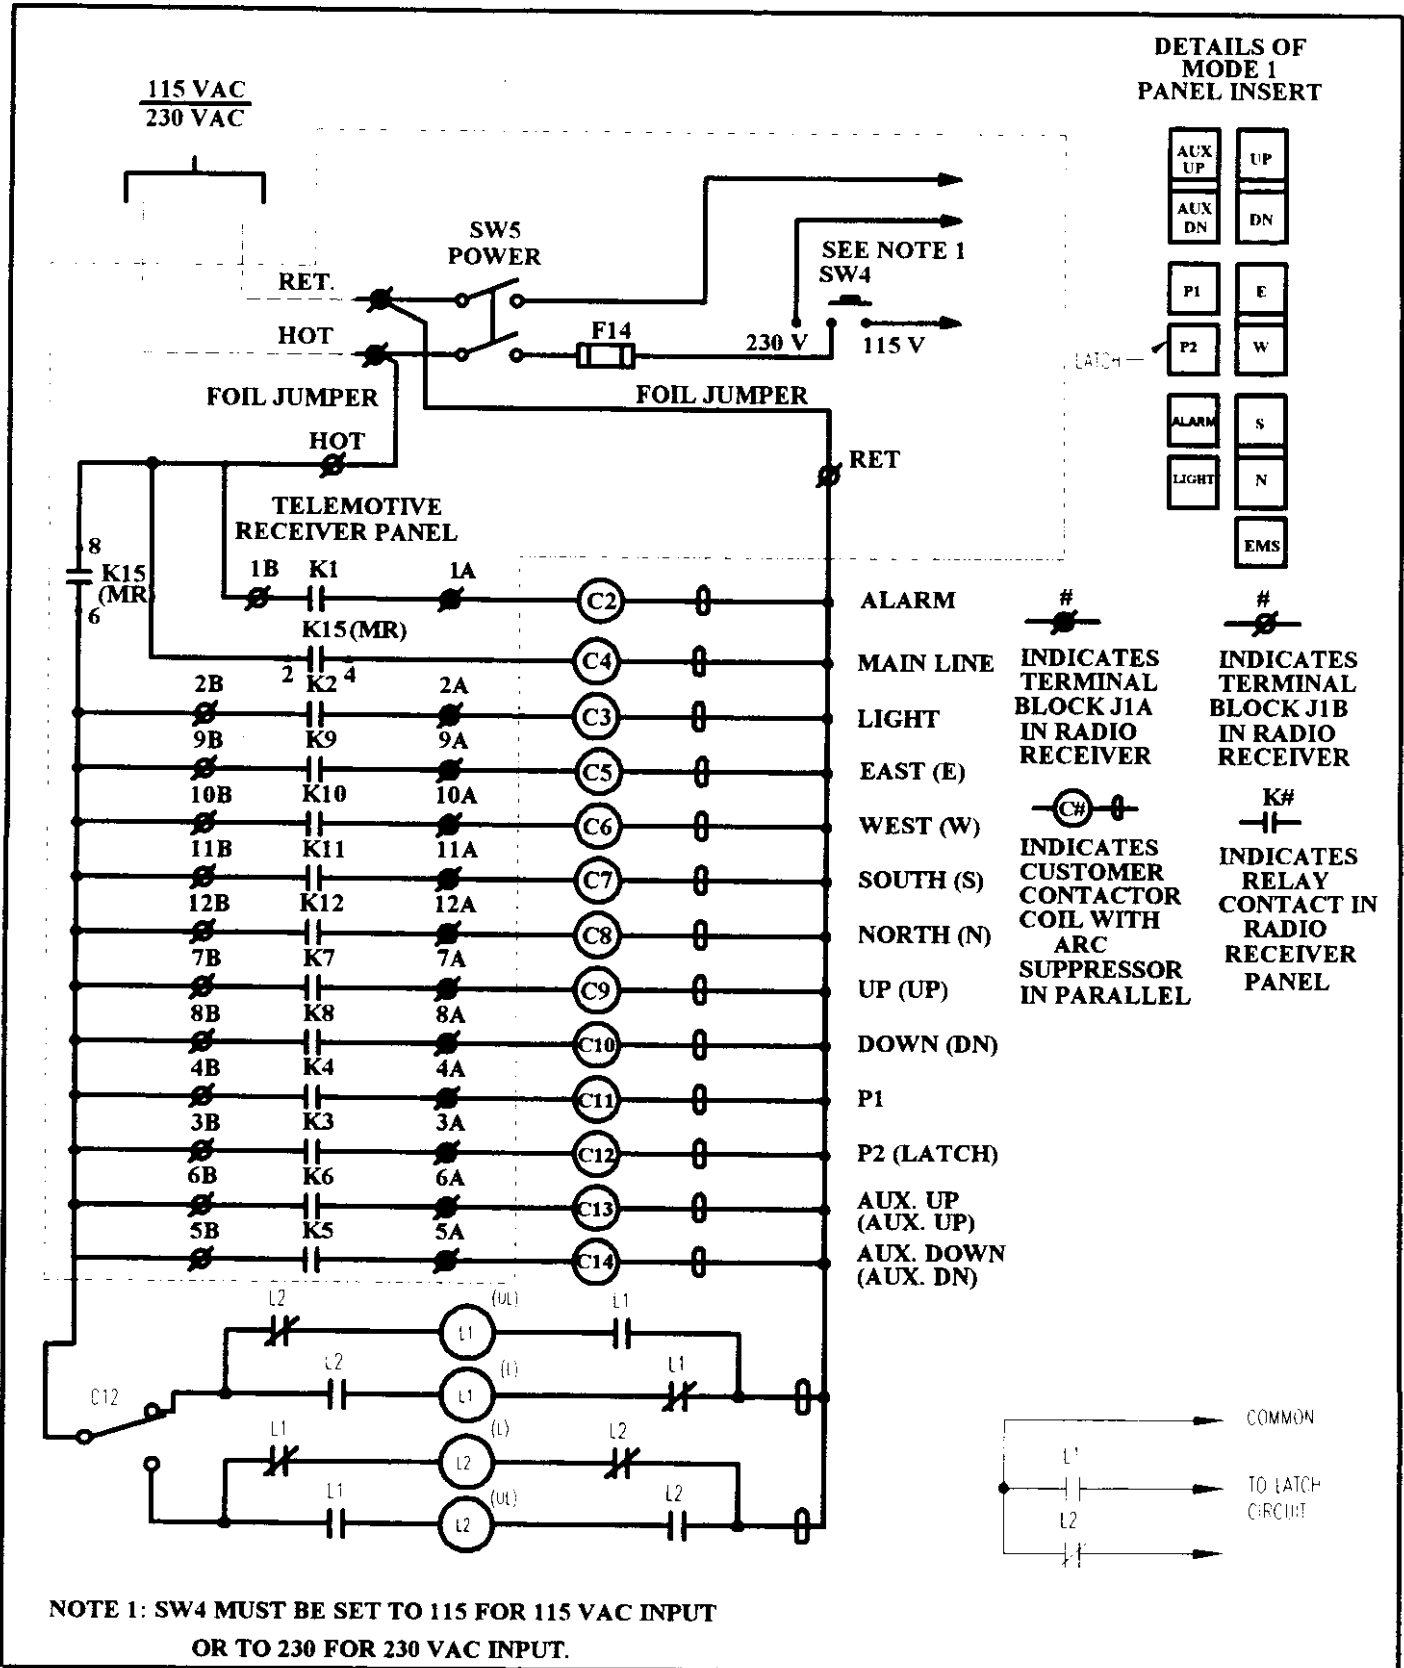 DETAILS OF
MODE 1
PANEL INSERT
115 VAC
230 VAC
AUX
UP
UP
AUX
DN
DN
P1
E
LATCH
P2
W
ALARM
S
LIGHT
N
EMS
SW5
POWER
SEE NOTE 1
SW4
RET.
HOT
F14
230 V
115 V
FOIL JUMPER
FOIL JUMPER
HOT
RET
TELEMOTIVE
RECEIVER PANEL
8
K15
(MR)
6
1B K1 1A
C2
ALARM
K15(MR)
2 4
C4
MAIN LINE
2B K2 2A
C3
LIGHT
9B K9 9A
C5
EAST (E)
10B K10 10A
C6
WEST (W)
11B K11 11A
C7
SOUTH (S)
12B K12 12A
C8
NORTH (N)
7B K7 7A
C9
UP (UP)
8B K8 8A
C10
DOWN (DN)
4B K4 4A
C11
P1
3B K3 3A
C12
P2 (LATCH)
6B K6 6A
C13
AUX. UP
(AUX. UP)
5B K5 5A
C14
AUX. DOWN
(AUX. DN)
#
INDICATES
TERMINAL
BLOCK J1A
IN RADIO
RECEIVER
#
INDICATES
TERMINAL
BLOCK J1B
IN RADIO
RECEIVER
C#
INDICATES
CUSTOMER
CONTACTOR
COIL WITH
ARC
SUPPRESSOR
IN PARALLEL
K#
INDICATES
RELAY
CONTACT IN
RADIO
RECEIVER
PANEL
L2 (UL) L1
L1
L2 (L) L1
L1
C12
L1 (L) L2
L2
L1 (UL) L2
L2
COMMON
L1
TO LATCH
CIRCUIT
L2
NOTE 1: SW4 MUST BE SET TO 115 FOR 115 VAC INPUT
OR TO 230 FOR 230 VAC INPUT.